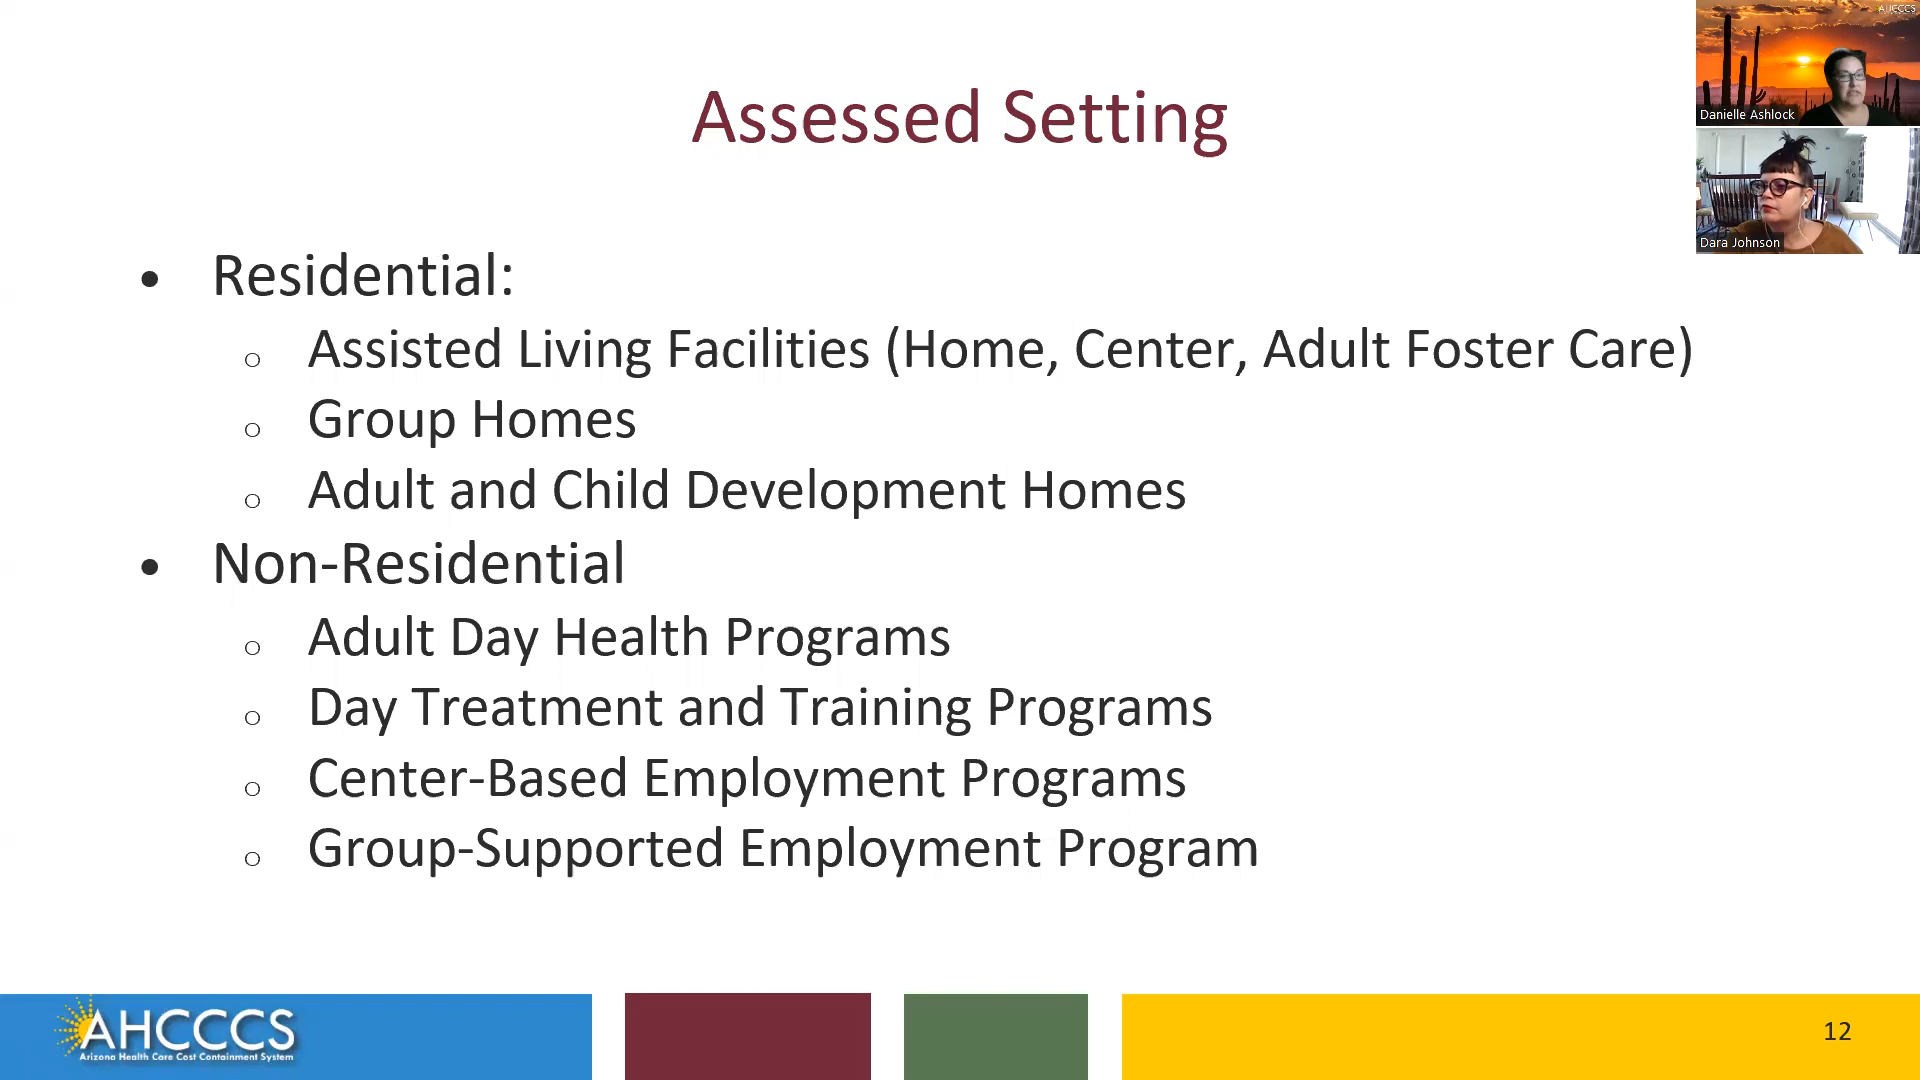 Assessed Setting
AHCCCS
Danielle Ashlock
Dara Johnson
• Residential:
o Assisted Living Facilities (Home, Center, Adult Foster Care)
o Group Homes
o Adult and Child Development Homes
• Non-Residential
o Adult Day Health Programs
o Day Treatment and Training Programs
o Center-Based Employment Programs
o Group-Supported Employment Program
AHCCCS
Arizona Health Care Cost Containment System
12